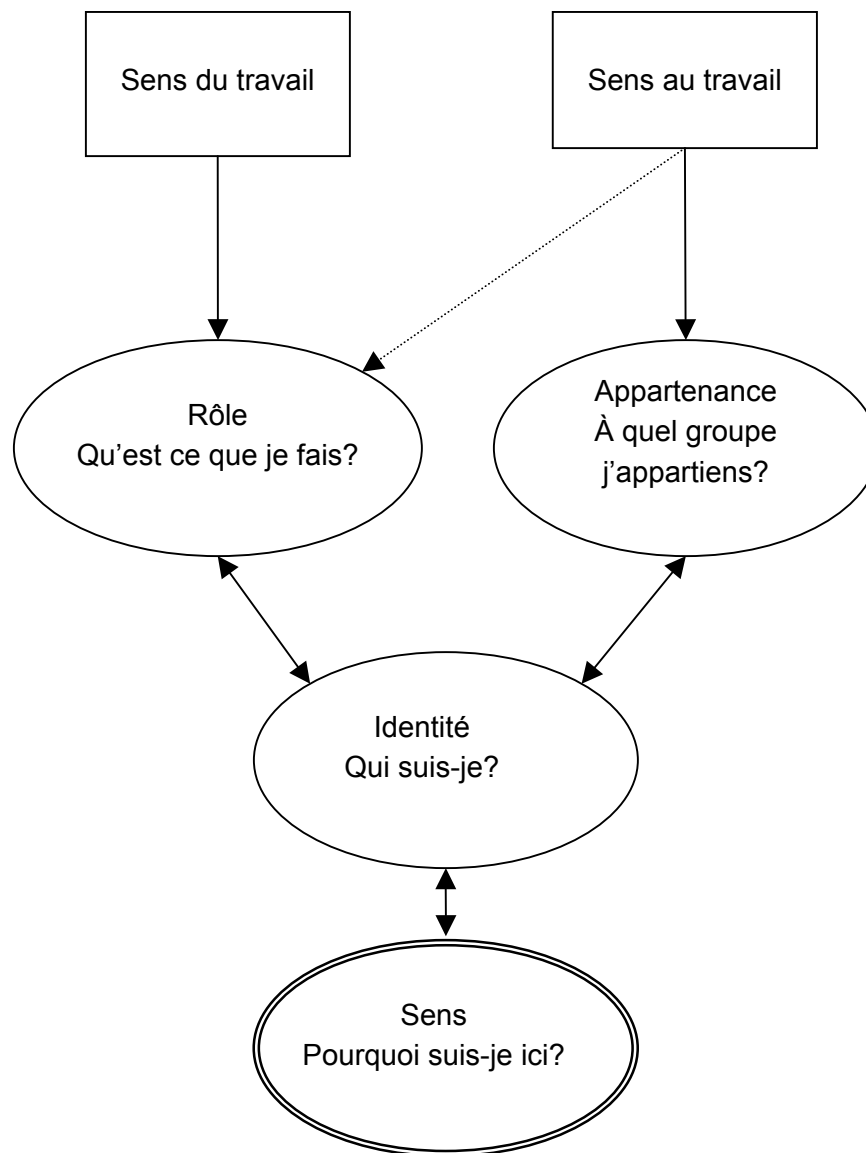 Sens du travail
Sens au travail
Rôle
Qu’est ce que je fais?
Appartenance
À quel groupe
j’appartiens?
Identité
Qui suis-je?
Sens
Pourquoi suis-je ici?